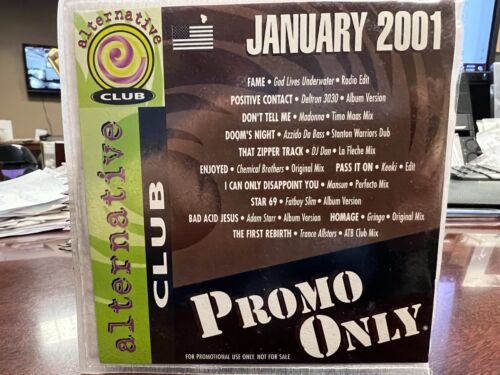 alternative
CLUB
JANUARY 2001
FAME • God Lives Underwater • Radio Edit
POSITIVE CONTACT • Deltron 3030 • Album Version
DON'T TELL ME • Madonna • Timo Maas Mix
DOOM'S NIGHT • Azzido Da Bass • Stanton Warriors Dub
THAT ZIPPER TRACK • DJ Dan • La Fleche Mix
ENJOYED • Chemical Brothers • Original Mix PASS IT ON • Keoki • Edit
I CAN ONLY DISAPPOINT YOU • Mansun • Perfecto Mix
STAR 69 • Fatboy Slim • Album Version
BAD ACID JESUS • Adam Starr • Album Version HOMAGE • Gringo • Original Mix
THE FIRST REBIRTH • Trance Allstars • ATB Club Mix
alternative
CLUB
PROMO
ONLY®
FOR PROMOTIONAL USE ONLY, NOT FOR SALE.